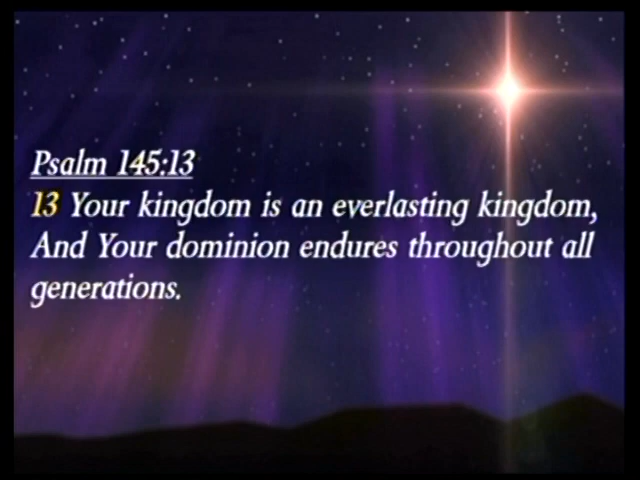 Psalm 145:13
13 Your kingdom is an everlasting kingdom,
And Your dominion endures throughout all
generations.